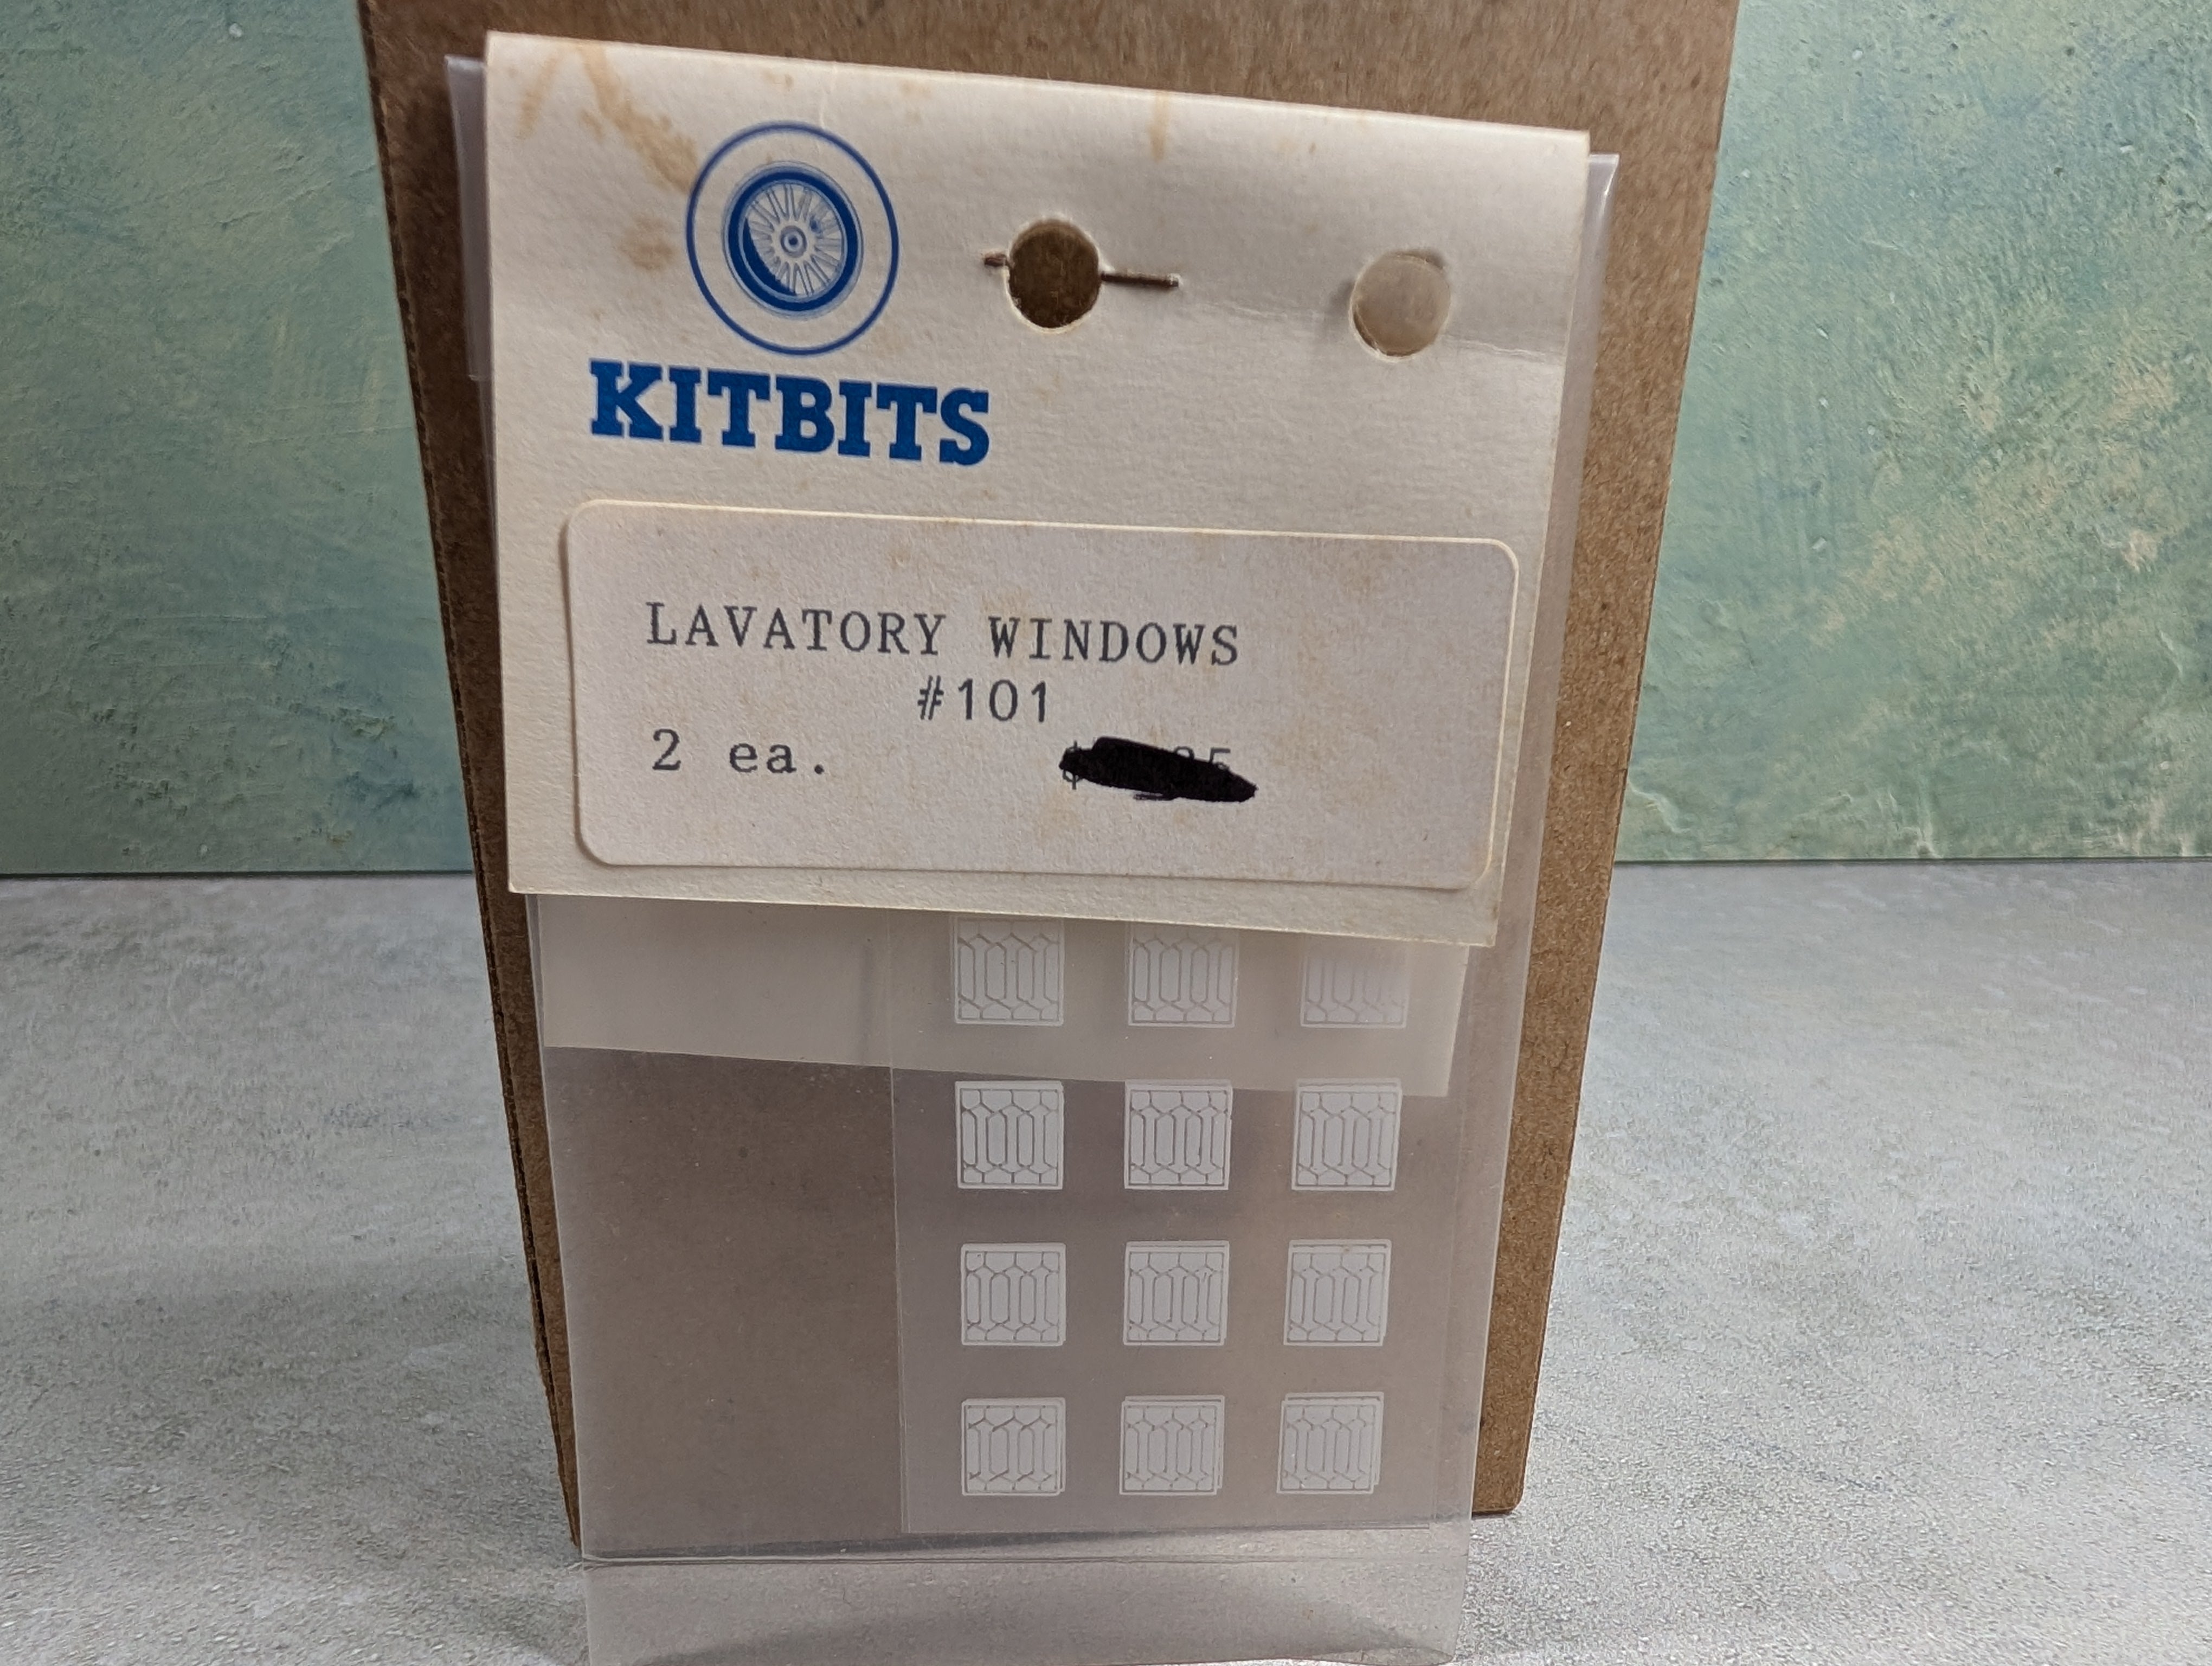 KITBITS
LAVATORY WINDOWS
#101
2 ea.